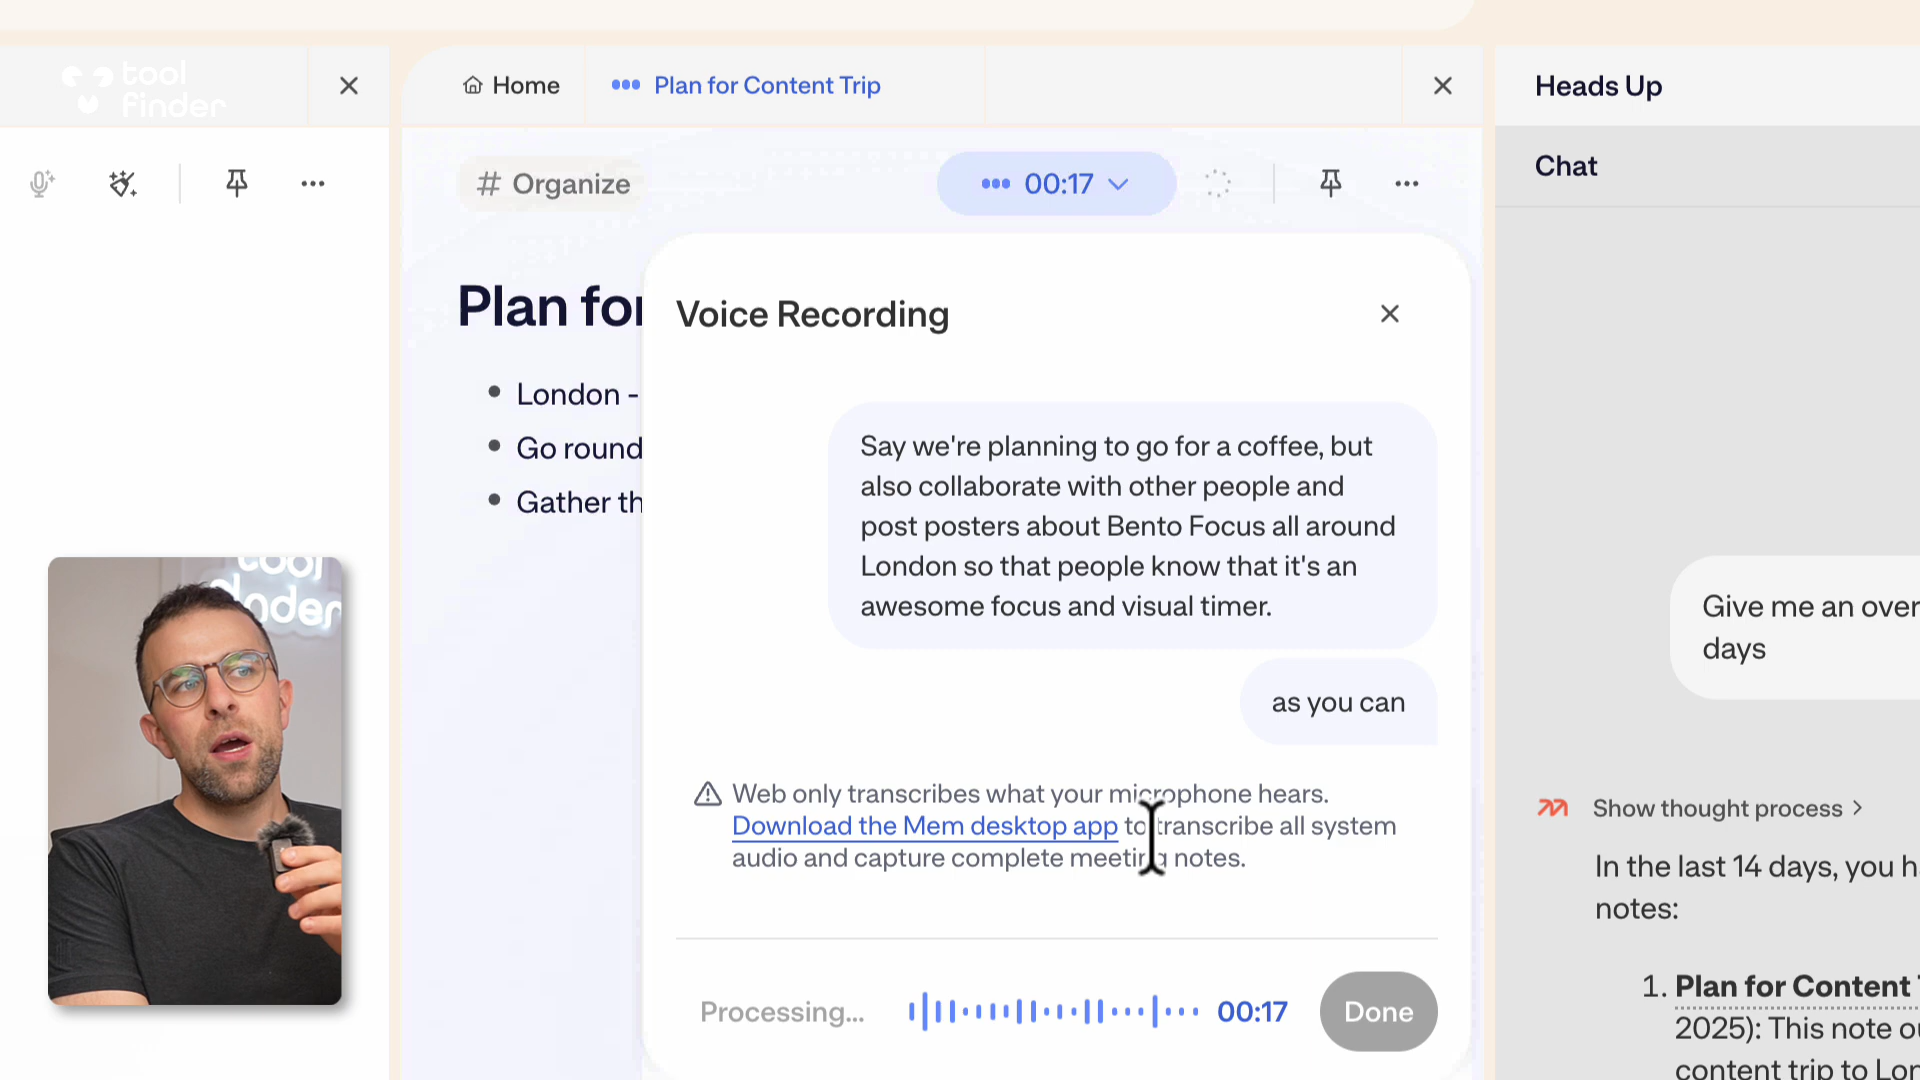 tool
finder
Home
Plan for Content Trip
Heads Up
# Organize
00:17
Chat
Plan for
Voice Recording
London -
Go round
Gather th
Say we're planning to go for a coffee, but
also collaborate with other people and
post posters about Bento Focus all around
London so that people know that it's an
awesome focus and visual timer.
as you can
Web only transcribes what your microphone hears.
Download the Mem desktop app to transcribe all system
audio and capture complete meeting notes.
Processing...
00:17
Done
Give me an over
days
Show thought process >
In the last 14 days, you h
notes:
1. Plan for Content
2025): This note ou
content trip to Lon
tool
finder